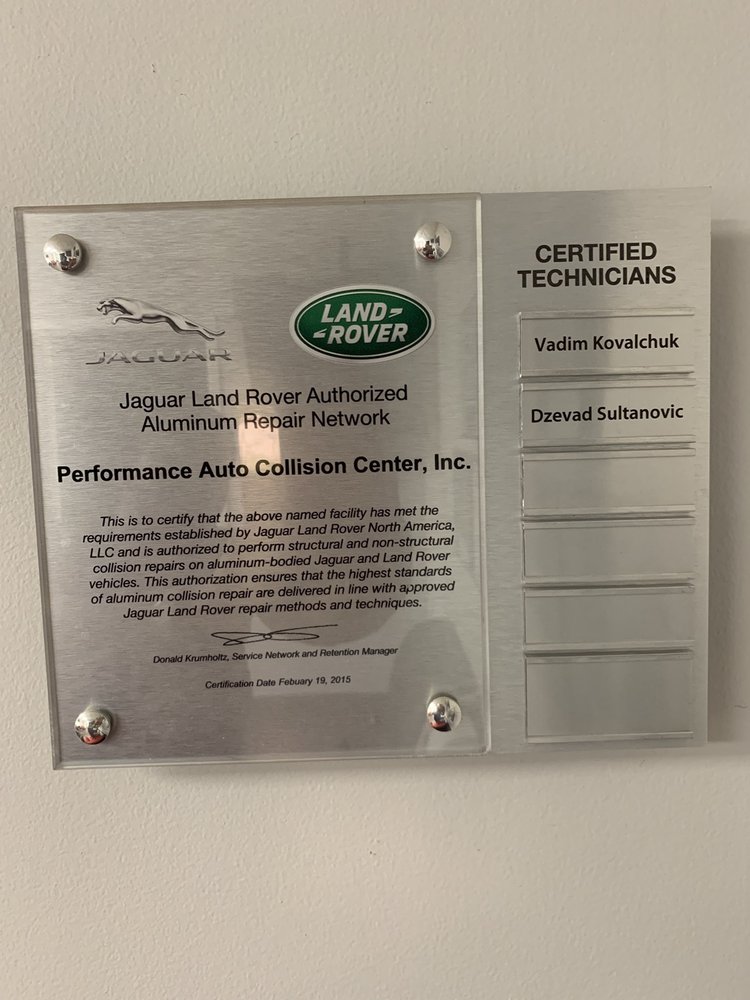 JAGUAR
LAND-
-ROVER
Jaguar Land Rover Authorized
Aluminum Repair Network
Performance Auto Collision Center, Inc.
This is to certify that the above named facility has met the
requirements established by Jaguar Land Rover North America,
LLC and is authorized to perform structural and non-structural
collision repairs on aluminum-bodied Jaguar and Land Rover
vehicles. This authorization ensures that the highest standards
of aluminum collision repair are delivered in line with approved
Jaguar Land Rover repair methods and techniques.
Donald Krumholtz, Service Network and Retention Manager
Certification Date Febuary 19, 2015
CERTIFIED
TECHNICIANS
Vadim Kovalchuk
Dzevad Sultanovic